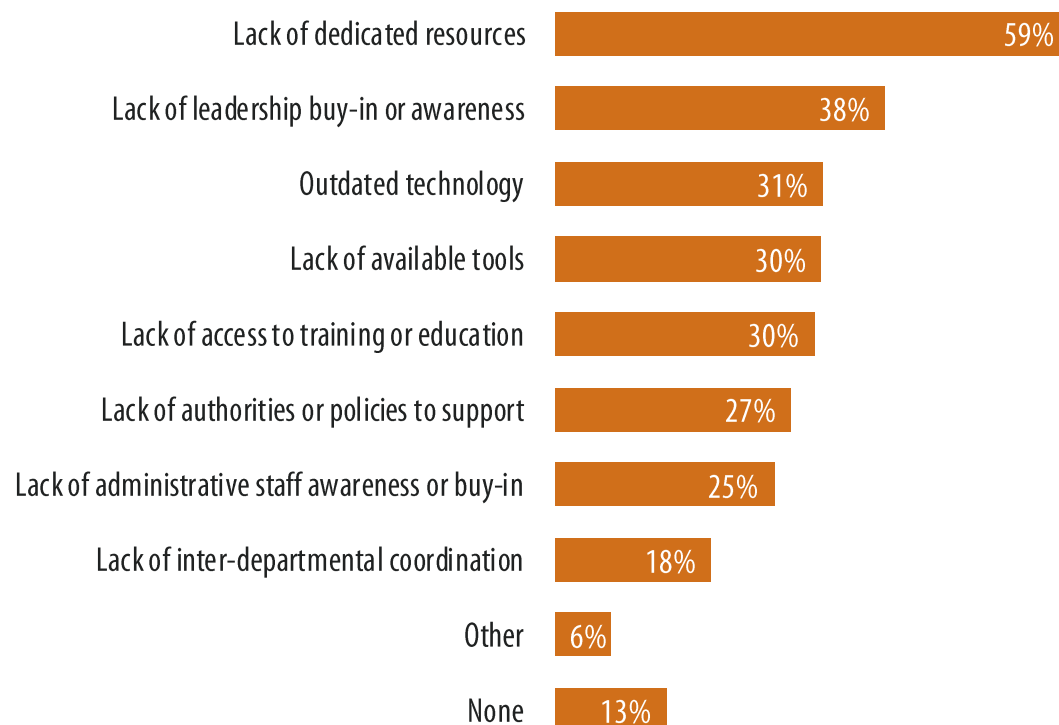 Lack of dedicated resources 59%
Lack of leadership buy-in or awareness 38%
Outdated technology 31%
Lack of available tools 30%
Lack of access to training or education 30%
Lack of authorities or policies to support 27%
Lack of administrative staff awareness or buy-in 25%
Lack of inter-departmental coordination 18%
Other 6%
None 13%